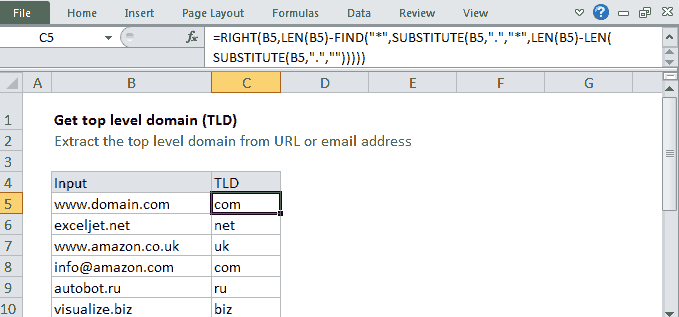 File Home Insert Page Layout Formulas Data Review View
C5 fx =RIGHT(B5,LEN(B5)-FIND("*",SUBSTITUTE(B5,".","*",LEN(B5)-LEN(
SUBSTITUTE(B5,".","")))))
A B C D E F G
1 Get top level domain (TLD)
2 Extract the top level domain from URL or email address
3
4 Input TLD
5 www.domain.com com
6 exceljet.net net
7 www.amazon.co.uk uk
8 info@amazon.com com
9 autobot.ru ru
10 visualize.biz biz